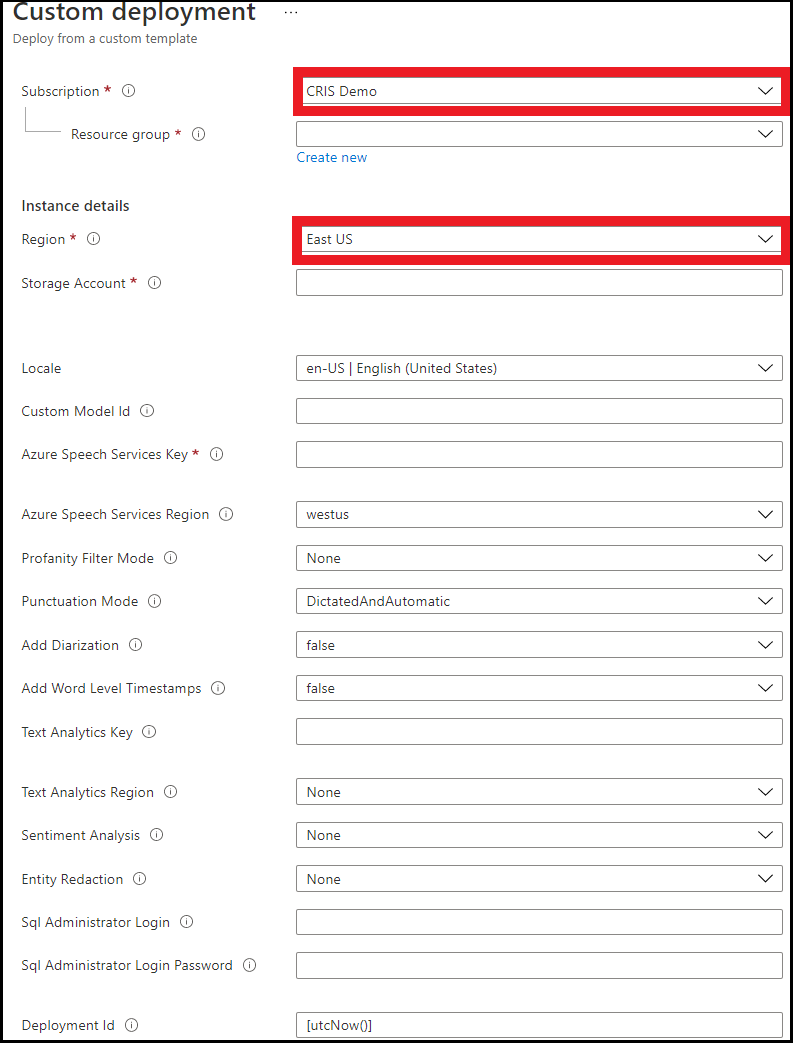 Custom deployment ...
Deploy from a custom template
Subscription * CRIS Demo
Resource group *
Create new
Instance details
Region * East US
Storage Account *
Locale en-US | English (United States)
Custom Model Id
Azure Speech Services Key *
Azure Speech Services Region westus
Profanity Filter Mode None
Punctuation Mode DictatedAndAutomatic
Add Diarization false
Add Word Level Timestamps false
Text Analytics Key
Text Analytics Region None
Sentiment Analysis None
Entity Redaction None
Sql Administrator Login
Sql Administrator Login Password
Deployment Id [utcNow()]